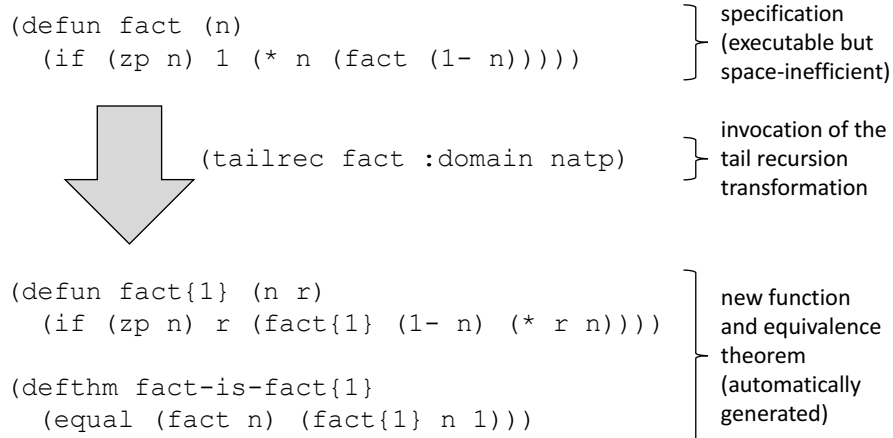 (defun fact (n)
(if (zp n) 1 (* n (fact (1- n)))))
specification
(executable but
space-inefficient)
(tailrec fact :domain natp)
invocation of the
tail recursion
transformation
(defun fact{1} (n r)
(if (zp n) r (fact{1} (1- n) (* r n))))
(defthm fact-is-fact{1}
(equal (fact n) (fact{1} n 1)))
new function
and equivalence
theorem
(automatically
generated)